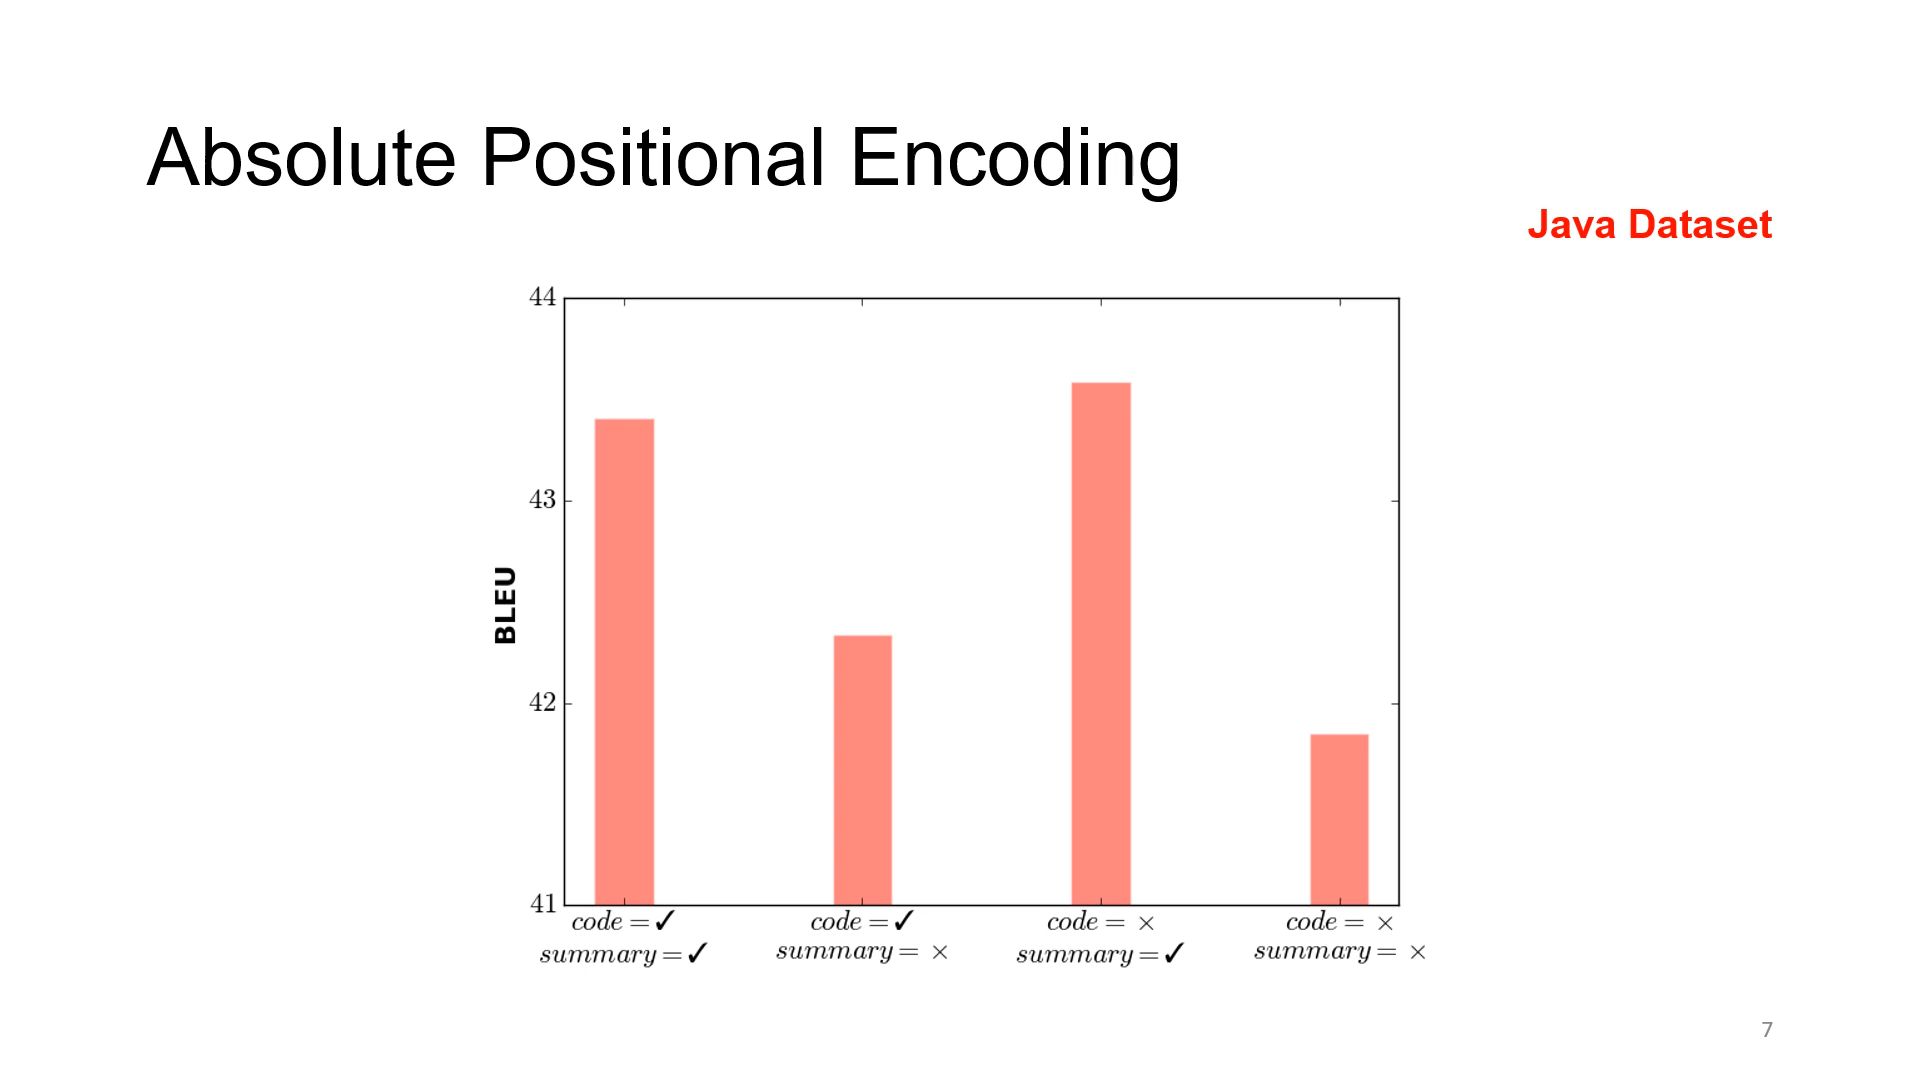 Absolute Positional Encoding
Java Dataset
44
43
42
41
BLEU
code = ✓
summary = ✓
code = ✓
summary = ×
code = ×
summary = ✓
code = ×
summary = ×
7